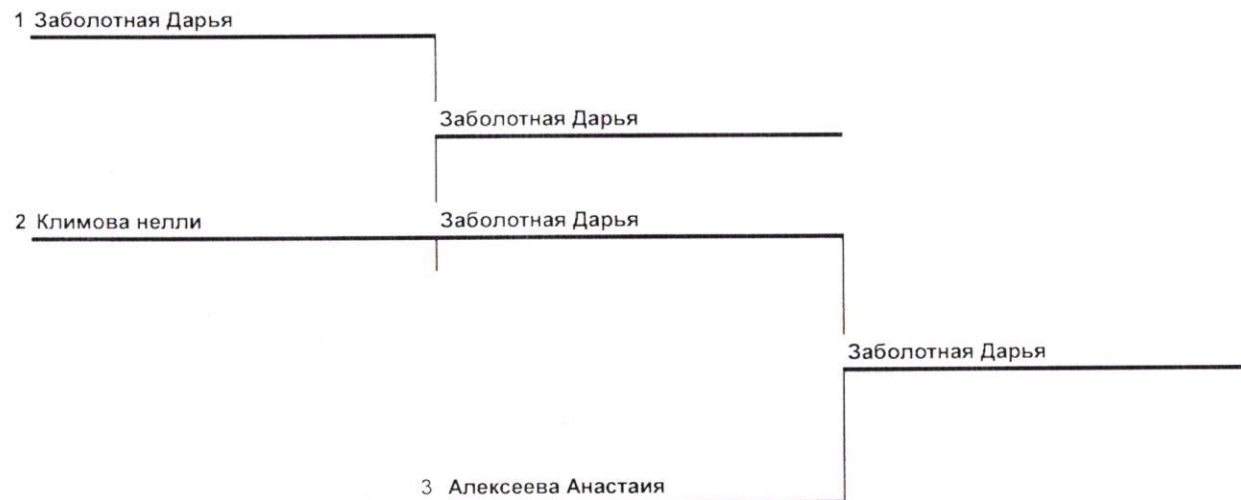 1 Заболотная Дарья
Заболотная Дарья
2 Климова нелли
Заболотная Дарья
Заболотная Дарья
3 Алексеева Анастаия